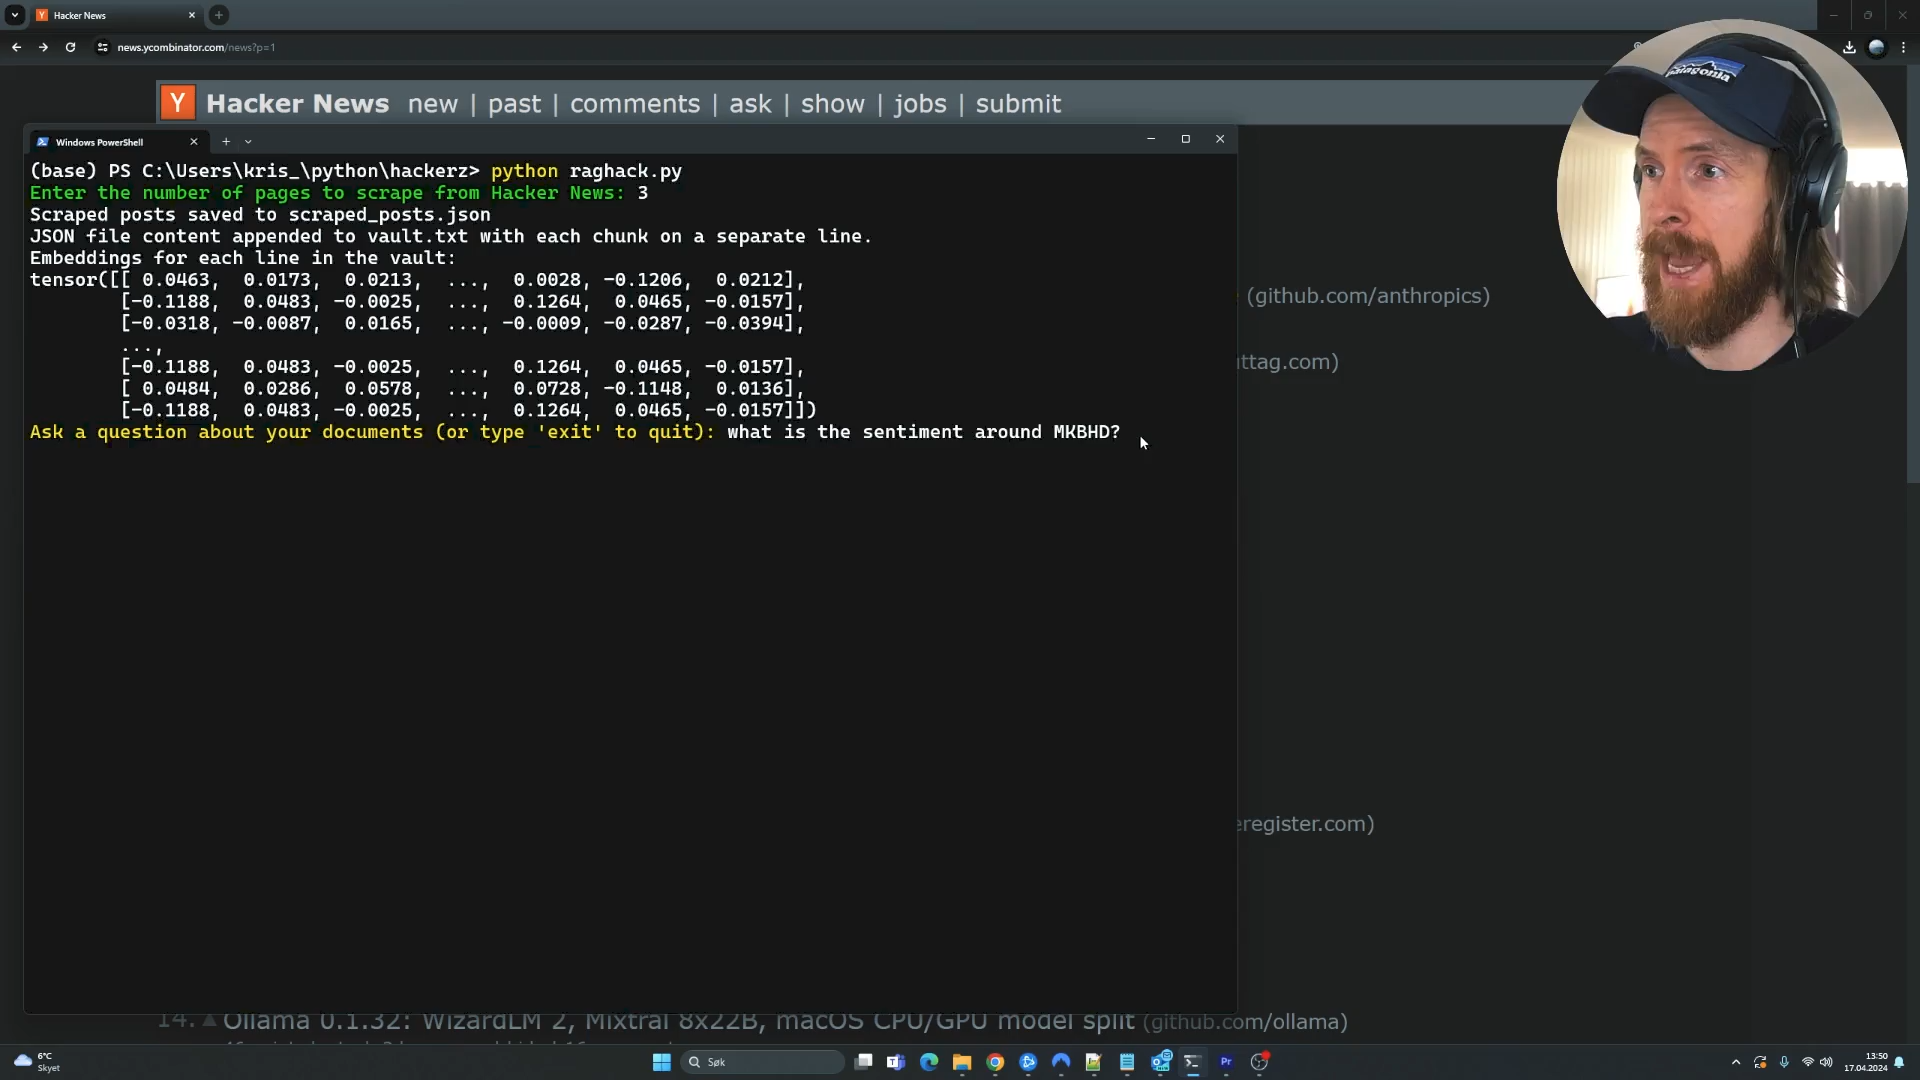 Hacker News
news.ycombinator.com/news?p=1
Y Hacker News new | past | comments | ask | show | jobs | submit
patagonia
Windows PowerShell
(base) PS C:\Users\kris_\python\hackerz> python raghack.py
Enter the number of pages to scrape from Hacker News: 3
Scraped posts saved to scraped_posts.json
JSON file content appended to vault.txt with each chunk on a separate line.
Embeddings for each line in the vault:
tensor([[ 0.0463, 0.0173, 0.0213, ..., 0.0028, -0.1206, 0.0212],
[-0.1188, 0.0483, -0.0025, ..., 0.1264, 0.0465, -0.0157],
[-0.0318, -0.0087, 0.0165, ..., -0.0009, -0.0287, -0.0394],
...,
[-0.1188, 0.0483, -0.0025, ..., 0.1264, 0.0465, -0.0157],
[ 0.0484, 0.0286, 0.0578, ..., 0.0728, -0.1148, 0.0136],
[-0.1188, 0.0483, -0.0025, ..., 0.1264, 0.0465, -0.0157]])
Ask a question about your documents (or type 'exit' to quit): what is the sentiment around MKBHD?
(github.com/anthropics)
ttag.com)
eregister.com)
14. Ollama 0.1.32: WizardLM 2, Mixtral 8x22B, macOS CPU/GPU model split (github.com/ollama)
6°C
Skyet
Søk
Pr
13:50
17.04.2024